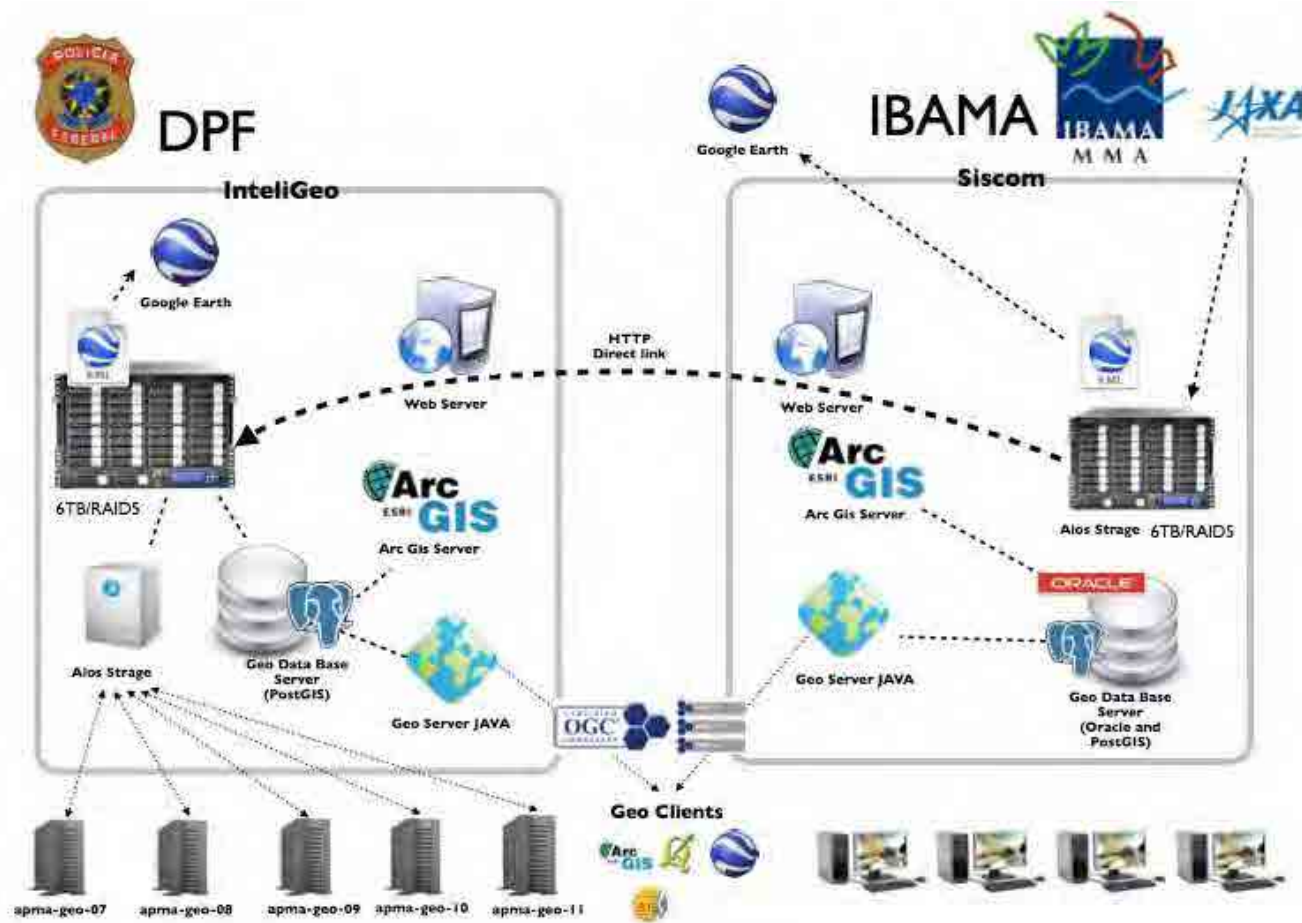 POLICIA
FEDERAL
DPF
InteliGeo
Google Earth
KML
Web Server
HTTP
Direct link
6TB/RAID5
Arc
ESRI
GIS
Arc Gis Server
Alos Strage
Geo Data Base
Server
(PostGIS)
Geo Server JAVA
OGC
Google Earth
IBAMA
IBAMA
M M A
JAXA
Siscom
KML
Web Server
Arc
ESRI
GIS
Arc Gis Server
Alos Strage 6TB/RAID5
ORACLE
Geo Server JAVA
Geo Data Base
Server
(Oracle and
PostGIS)
Geo Clients
Arc
GIS
apma-geo-07
apma-geo-08
apma-geo-09
apma-geo-10
apma-geo-11